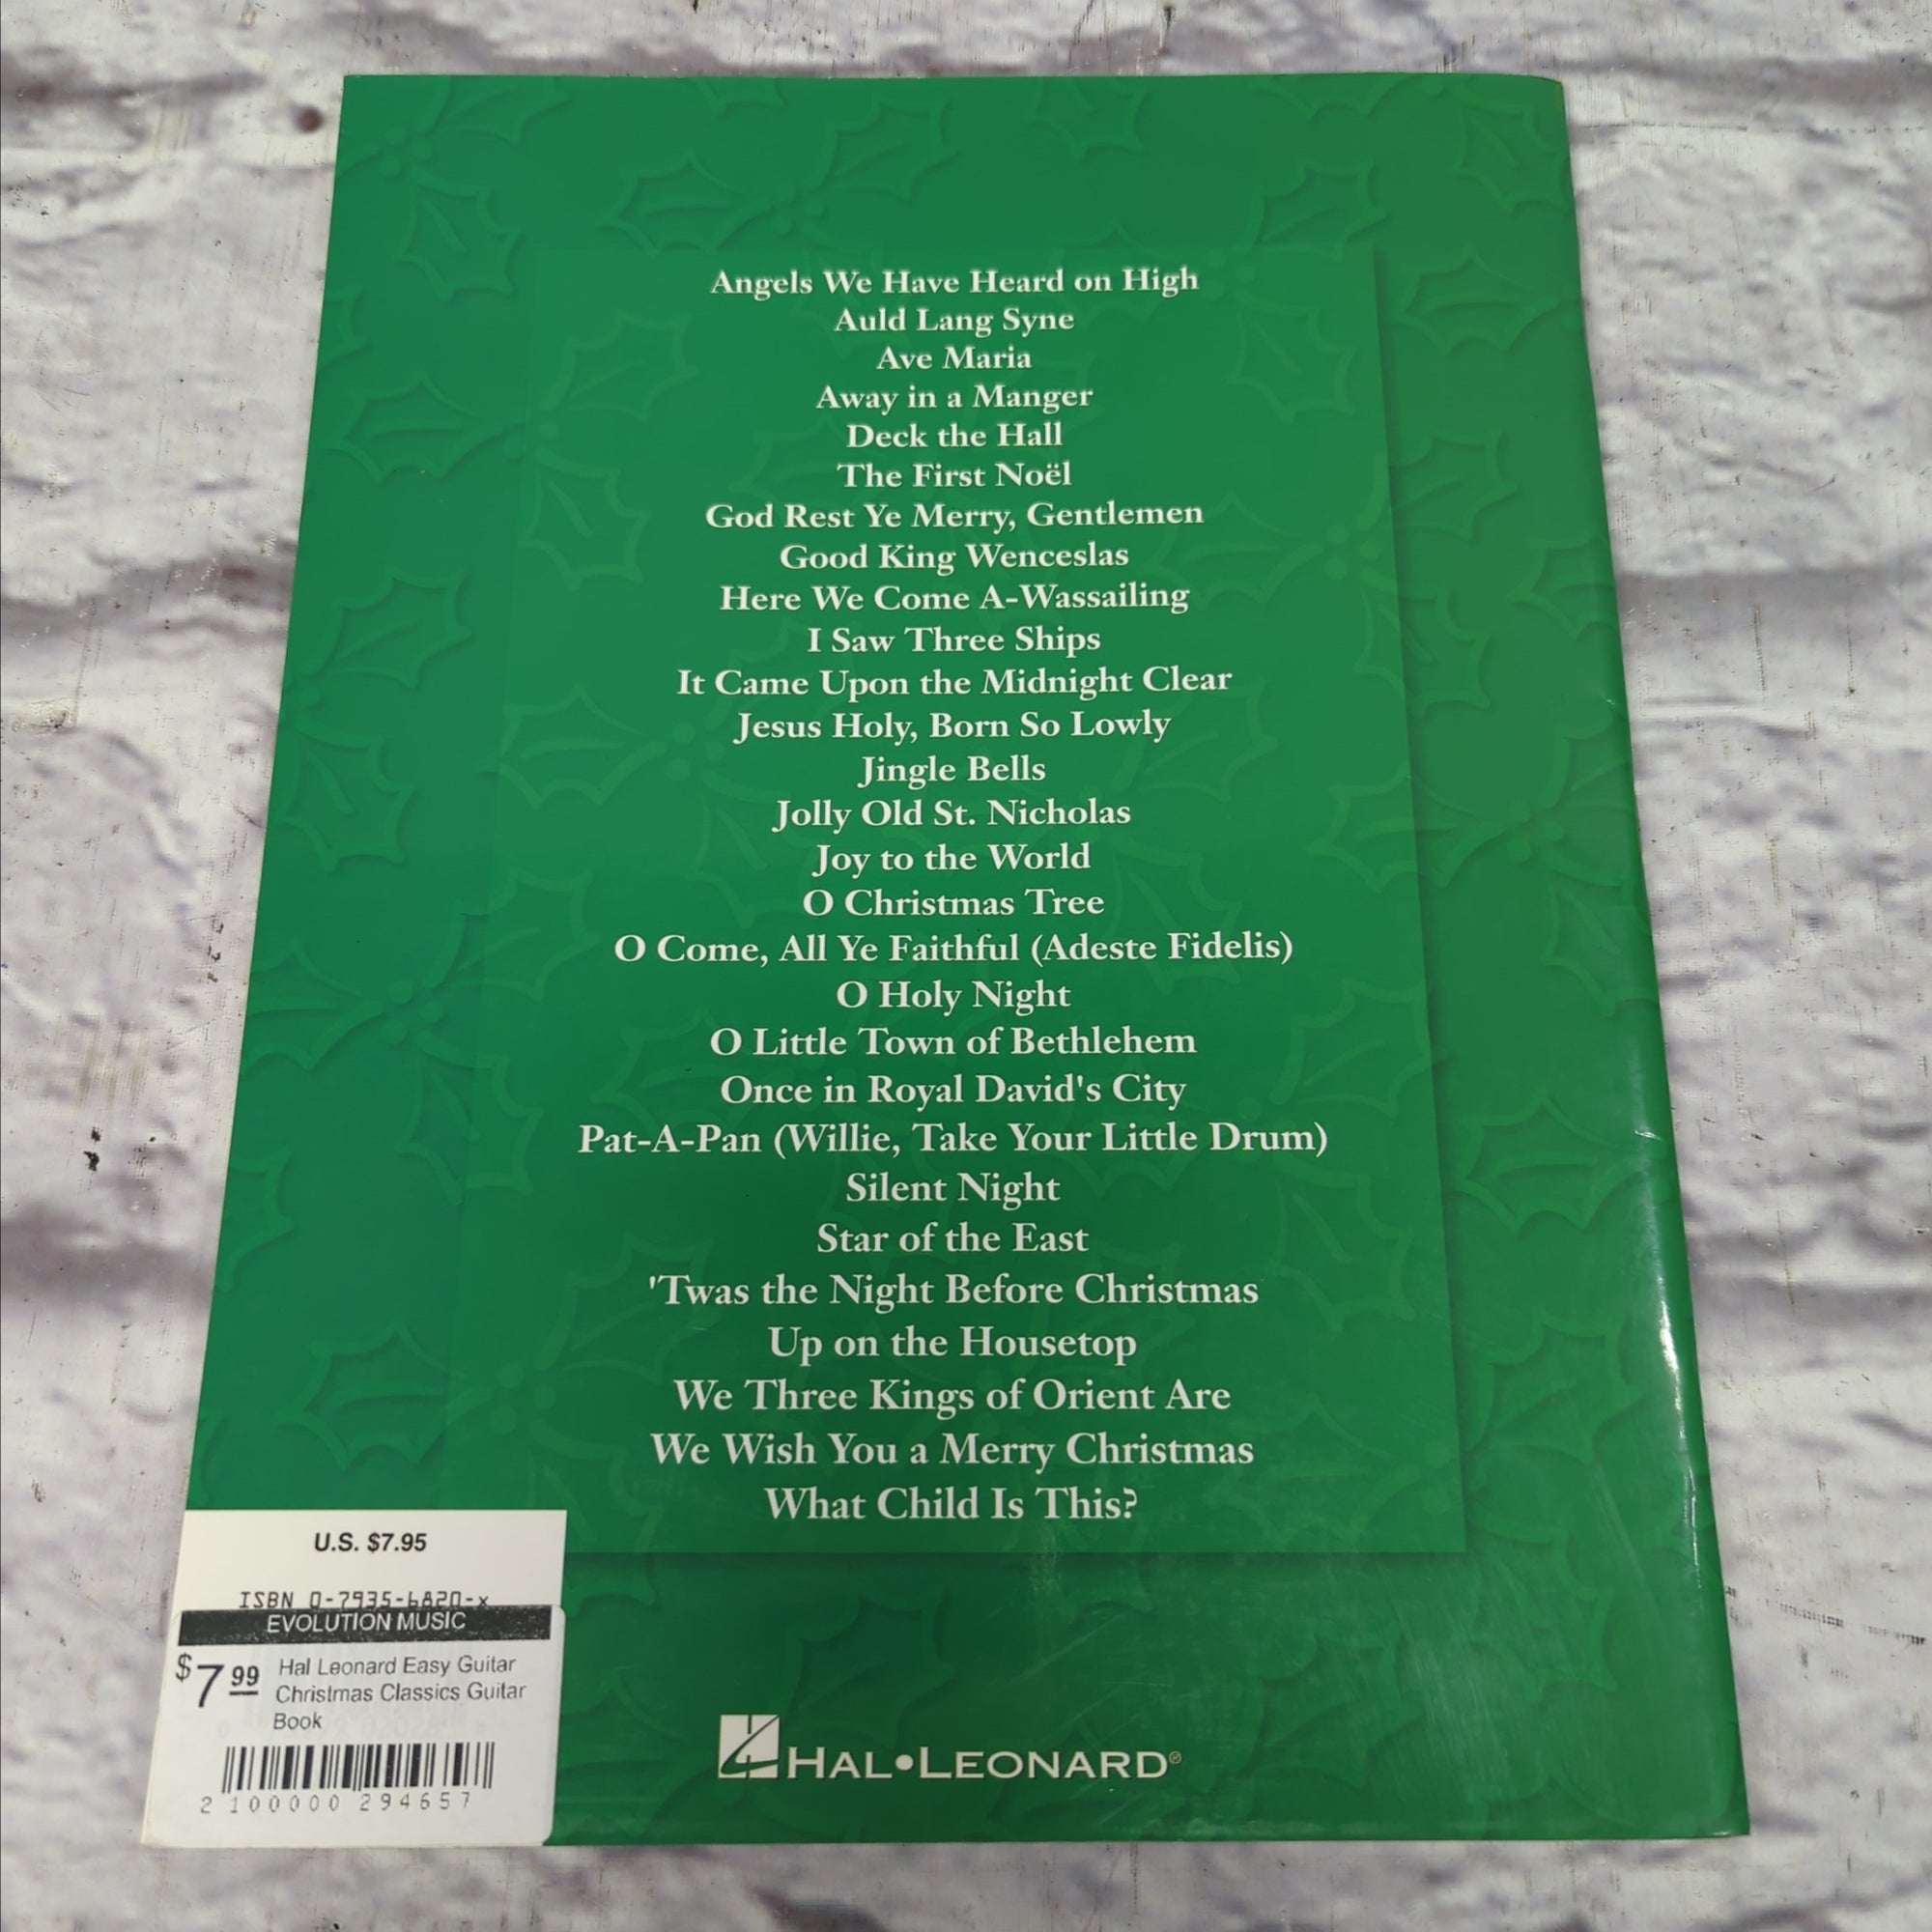 Angels We Have Heard on High
Auld Lang Syne
Ave Maria
Away in a Manger
Deck the Hall
The First Noël
God Rest Ye Merry, Gentlemen
Good King Wenceslas
Here We Come A-Wassailing
I Saw Three Ships
It Came Upon the Midnight Clear
Jesus Holy, Born So Lowly
Jingle Bells
Jolly Old St. Nicholas
Joy to the World
O Christmas Tree
O Come, All Ye Faithful (Adeste Fidelis)
O Holy Night
O Little Town of Bethlehem
Once in Royal David's City
Pat-A-Pan (Willie, Take Your Little Drum)
Silent Night
Star of the East
'Twas the Night Before Christmas
Up on the Housetop
We Three Kings of Orient Are
We Wish You a Merry Christmas
What Child Is This?
U.S. $7.95
ISBN 0-7935-6820-x
EVOLUTION MUSIC
$7 99
Hal Leonard Easy Guitar
Christmas Classics Guitar
Book
2 100000 294657
HAL•LEONARD®